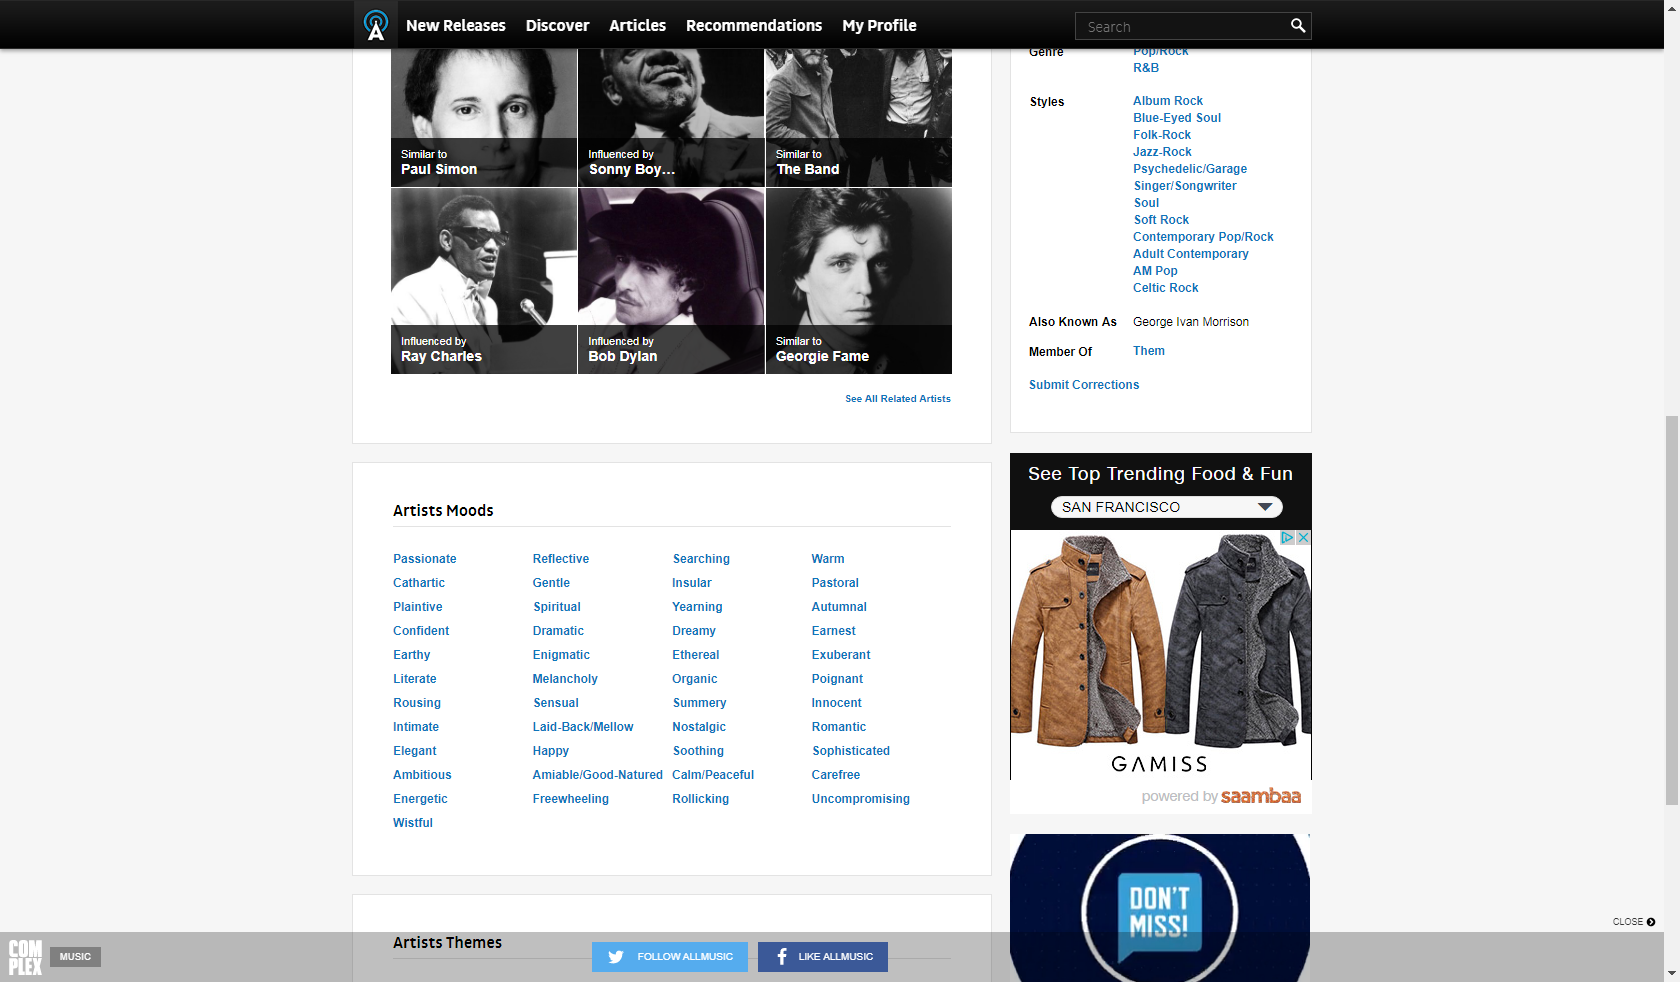 New Releases Discover Articles Recommendations My Profile Search
Similar to
Paul Simon
Influenced by
Sonny Boy...
Similar to
The Band
Influenced by
Ray Charles
Influenced by
Bob Dylan
Similar to
Georgie Fame
See All Related Artists
Genre Pop/Rock
R&B
Styles Album Rock
Blue-Eyed Soul
Folk-Rock
Jazz-Rock
Psychedelic/Garage
Singer/Songwriter
Soul
Soft Rock
Contemporary Pop/Rock
Adult Contemporary
AM Pop
Celtic Rock
Also Known As George Ivan Morrison
Member Of Them
Submit Corrections
Artists Moods
Passionate Reflective Searching Warm
Cathartic Gentle Insular Pastoral
Plaintive Spiritual Yearning Autumnal
Confident Dramatic Dreamy Earnest
Earthy Enigmatic Ethereal Exuberant
Literate Melancholy Organic Poignant
Rousing Sensual Summery Innocent
Intimate Laid-Back/Mellow Nostalgic Romantic
Elegant Happy Soothing Sophisticated
Ambitious Amiable/Good-Natured Calm/Peaceful Carefree
Energetic Freewheeling Rollicking Uncompromising
Wistful
See Top Trending Food & Fun
SAN FRANCISCO
GAMISS
powered by saambaa
DON'T
MISS!
CLOSE
Artists Themes
COM
PLEX
MUSIC
FOLLOW ALLMUSIC
LIKE ALLMUSIC